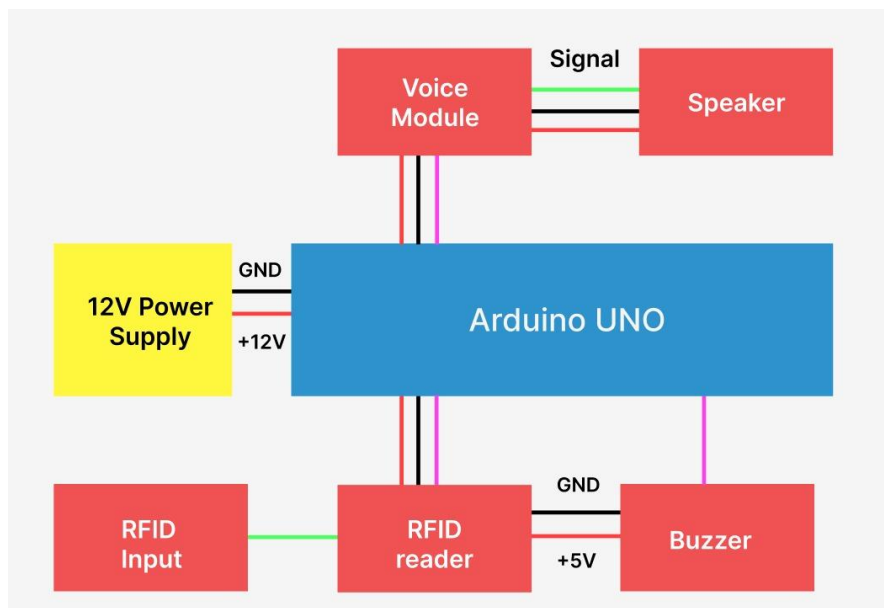 Signal
Voice
Module
Speaker
GND
12V Power
Supply
+12V
Arduino UNO
GND
RFID
Input
RFID
reader
+5V
Buzzer